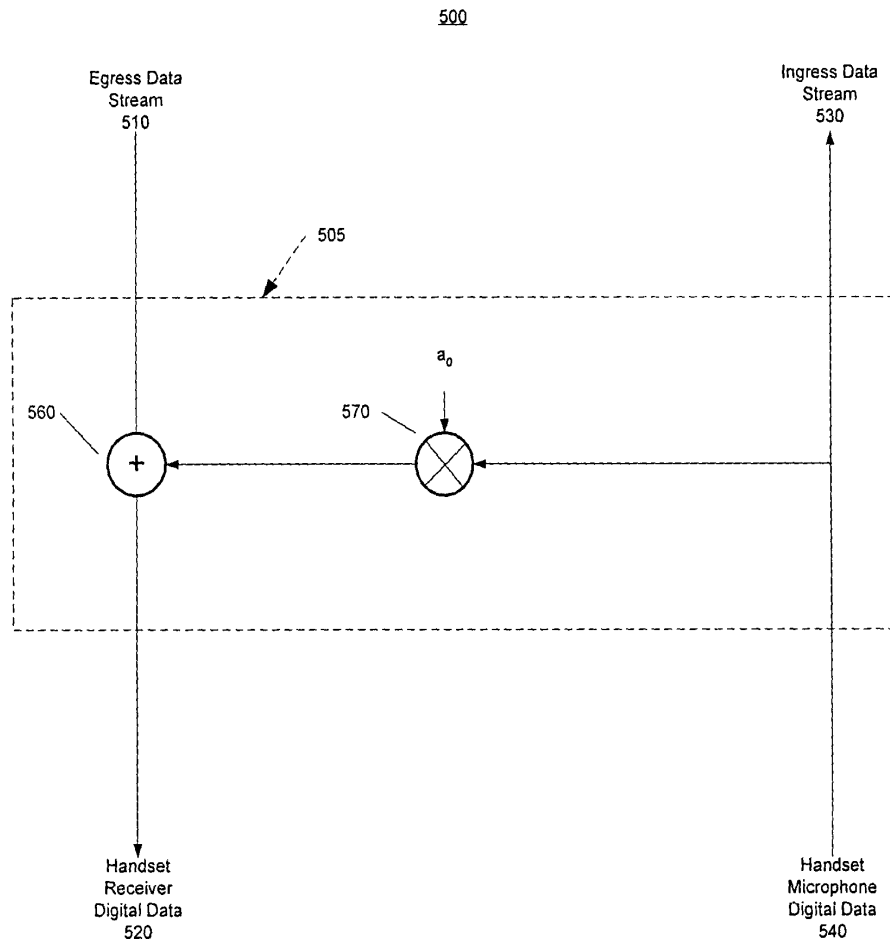 500
Egress Data
Stream
510
Ingress Data
Stream
530
505
a0
560
570
+
Handset
Receiver
Digital Data
520
Handset
Microphone
Digital Data
540